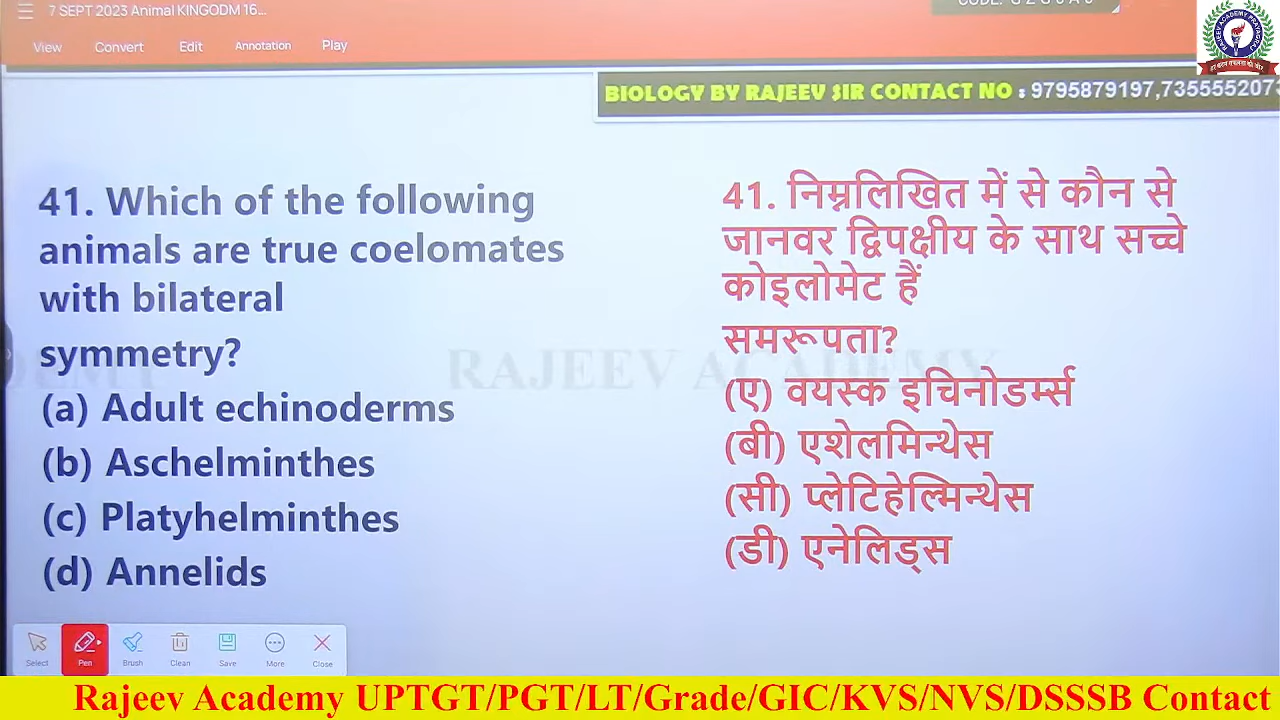 7 SEPT 2023 Animal KINGODM 16...
View Convert Edit Annotation Play
BIOLOGY BY RAJEEV SIR CONTACT NO : 9795879197,7355552073
41. Which of the following
animals are true coelomates
with bilateral
symmetry?
(a) Adult echinoderms
(b) Aschelminthes
(c) Platyhelminthes
(d) Annelids
41. निम्नलिखित में से कौन से
जानवर द्विपक्षीय के साथ सच्चे
कोइलोमेट हैं
समरूपता?
(ए) वयस्क इचिनोडर्म्स
(बी) एशेलमिन्थेस
(सी) प्लेटिहेल्मिन्थेस
(डी) एनेलिड्स
RAJEEV ACADEMY
Select Pen Brush Clean Save More Close
Rajeev Academy UPTGT/PGT/LT/Grade/GIC/KVS/NVS/DSSSB Contact